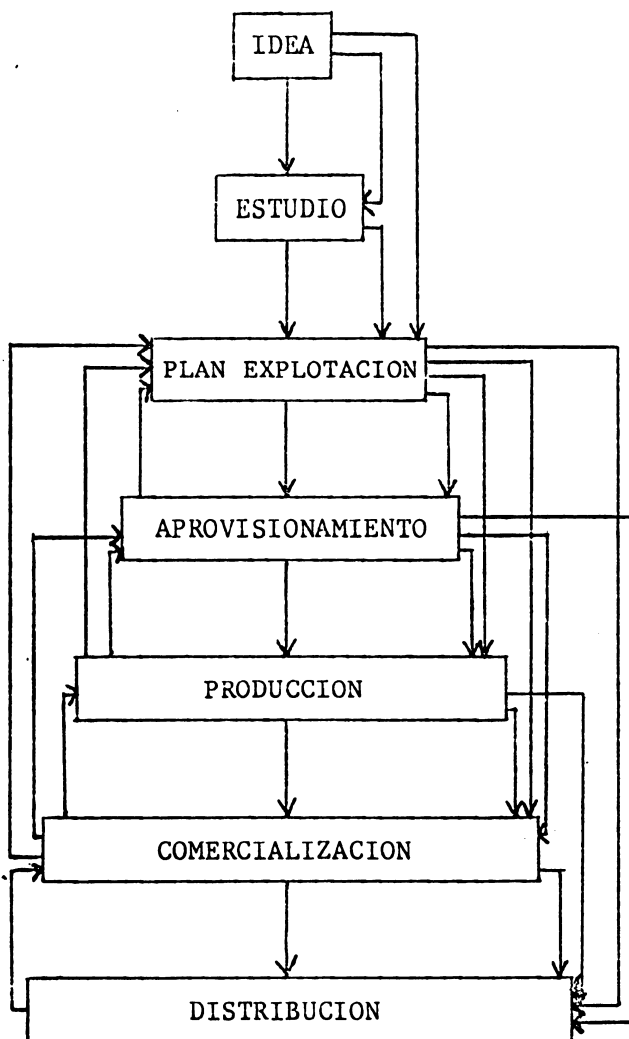 IDEA
ESTUDIO
PLAN EXPLOTACION
APROVISIONAMIENTO
PRODUCCION
COMERCIALIZACION
DISTRIBUCION